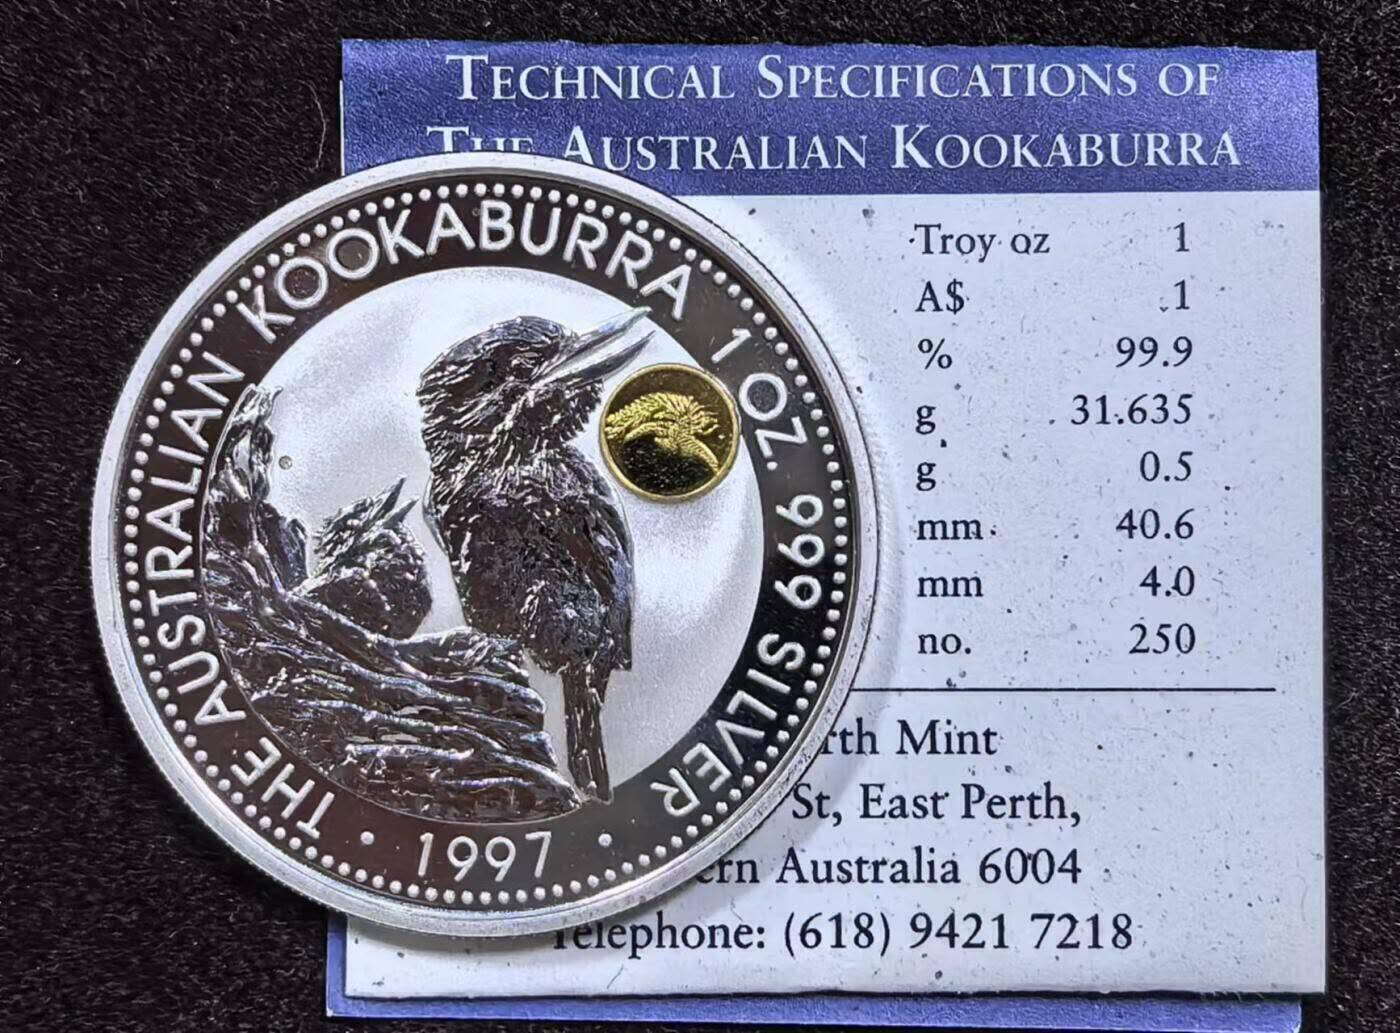 TECHNICAL SPECIFICATIONS OF
THE AUSTRALIAN KOOKABURRA
Troy oz 1
A$ 1
% 99.9
g 31.635
g 0.5
mm 40.6
mm 4.0
no. 250
Mint
St, East Perth,
Australia 6004
Telephone: (618) 9421 7218
THE AUSTRALIAN KOOKABURRA 1 OZ. 999 SILVER
· 1997 ·